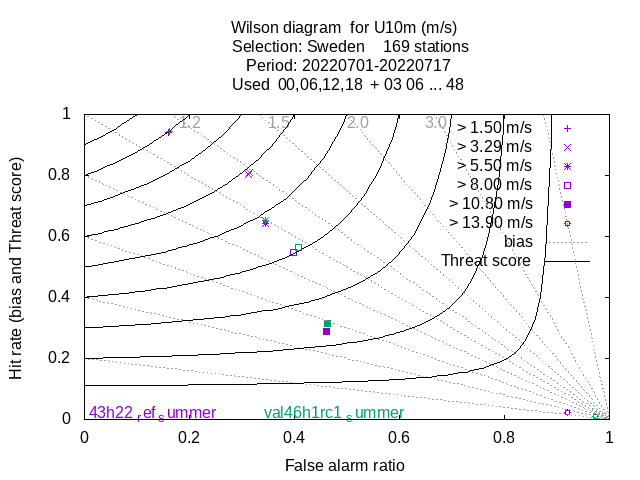 Wilson diagram  for U10m (m/s)
Selection: Sweden    169 stations
Period: 20220701-20220717
Used  00,06,12,18  + 03 06 ... 48
1.2 1.5 2.0 3.0
> 1.50 m/s
> 3.29 m/s
> 5.50 m/s
> 8.00 m/s
> 10.80 m/s
> 13.90 m/s
bias
Threat score
1
0.8
0.6
0.4
0.2
0
Hit rate (bias and Threat score)
43h22_ref_summer val46h1rc1_summer
0 0.2 0.4 0.6 0.8 1
False alarm ratio